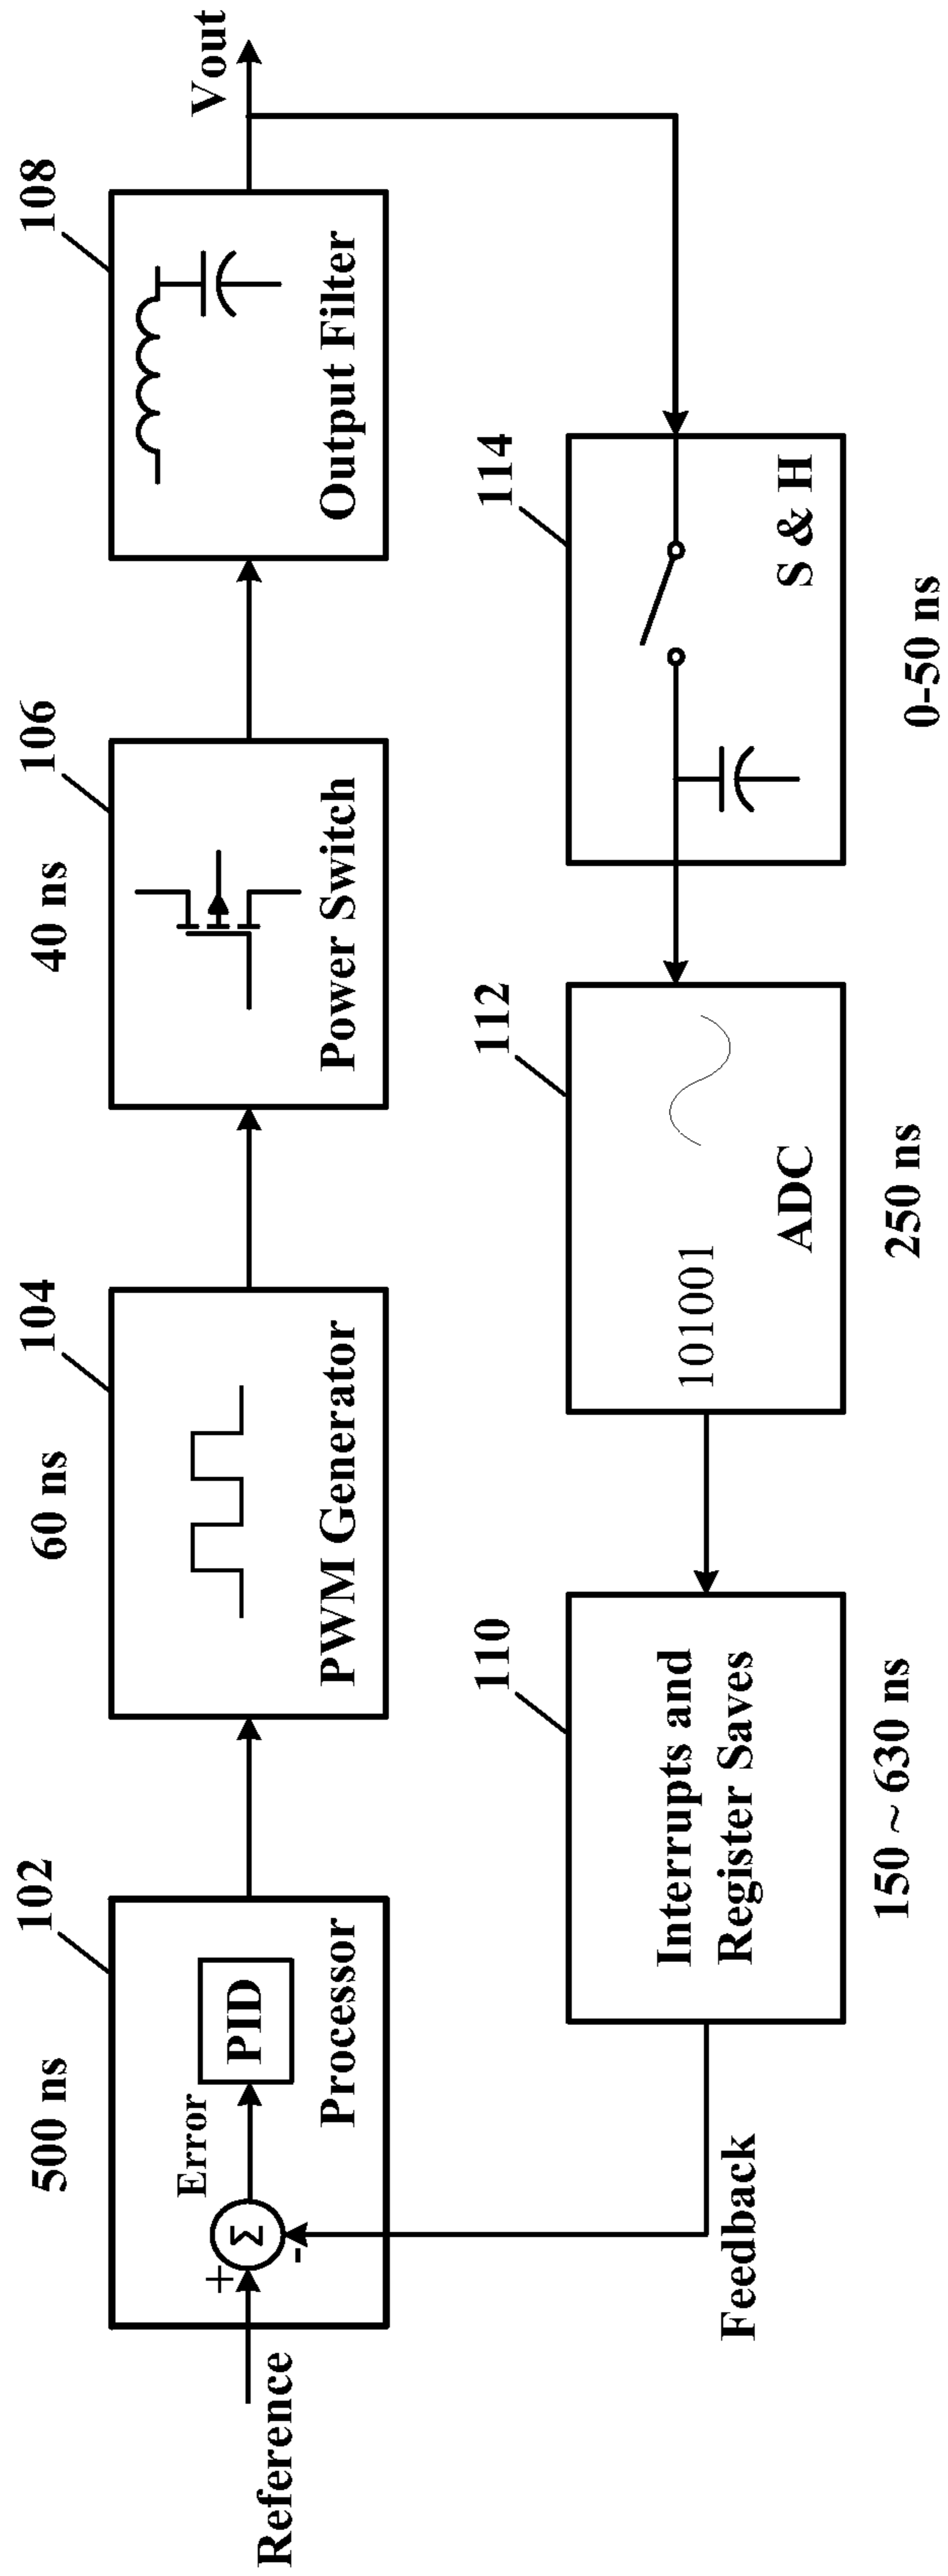 500 ns
102
Reference
+
-
Σ
Error
PID
Processor
60 ns
104
PWM Generator
40 ns
106
Power Switch
108
Output Filter
Vout
Feedback
110
Interrupts and
Register Saves
150 ~ 630 ns
112
101001
ADC
250 ns
114
S & H
0-50 ns